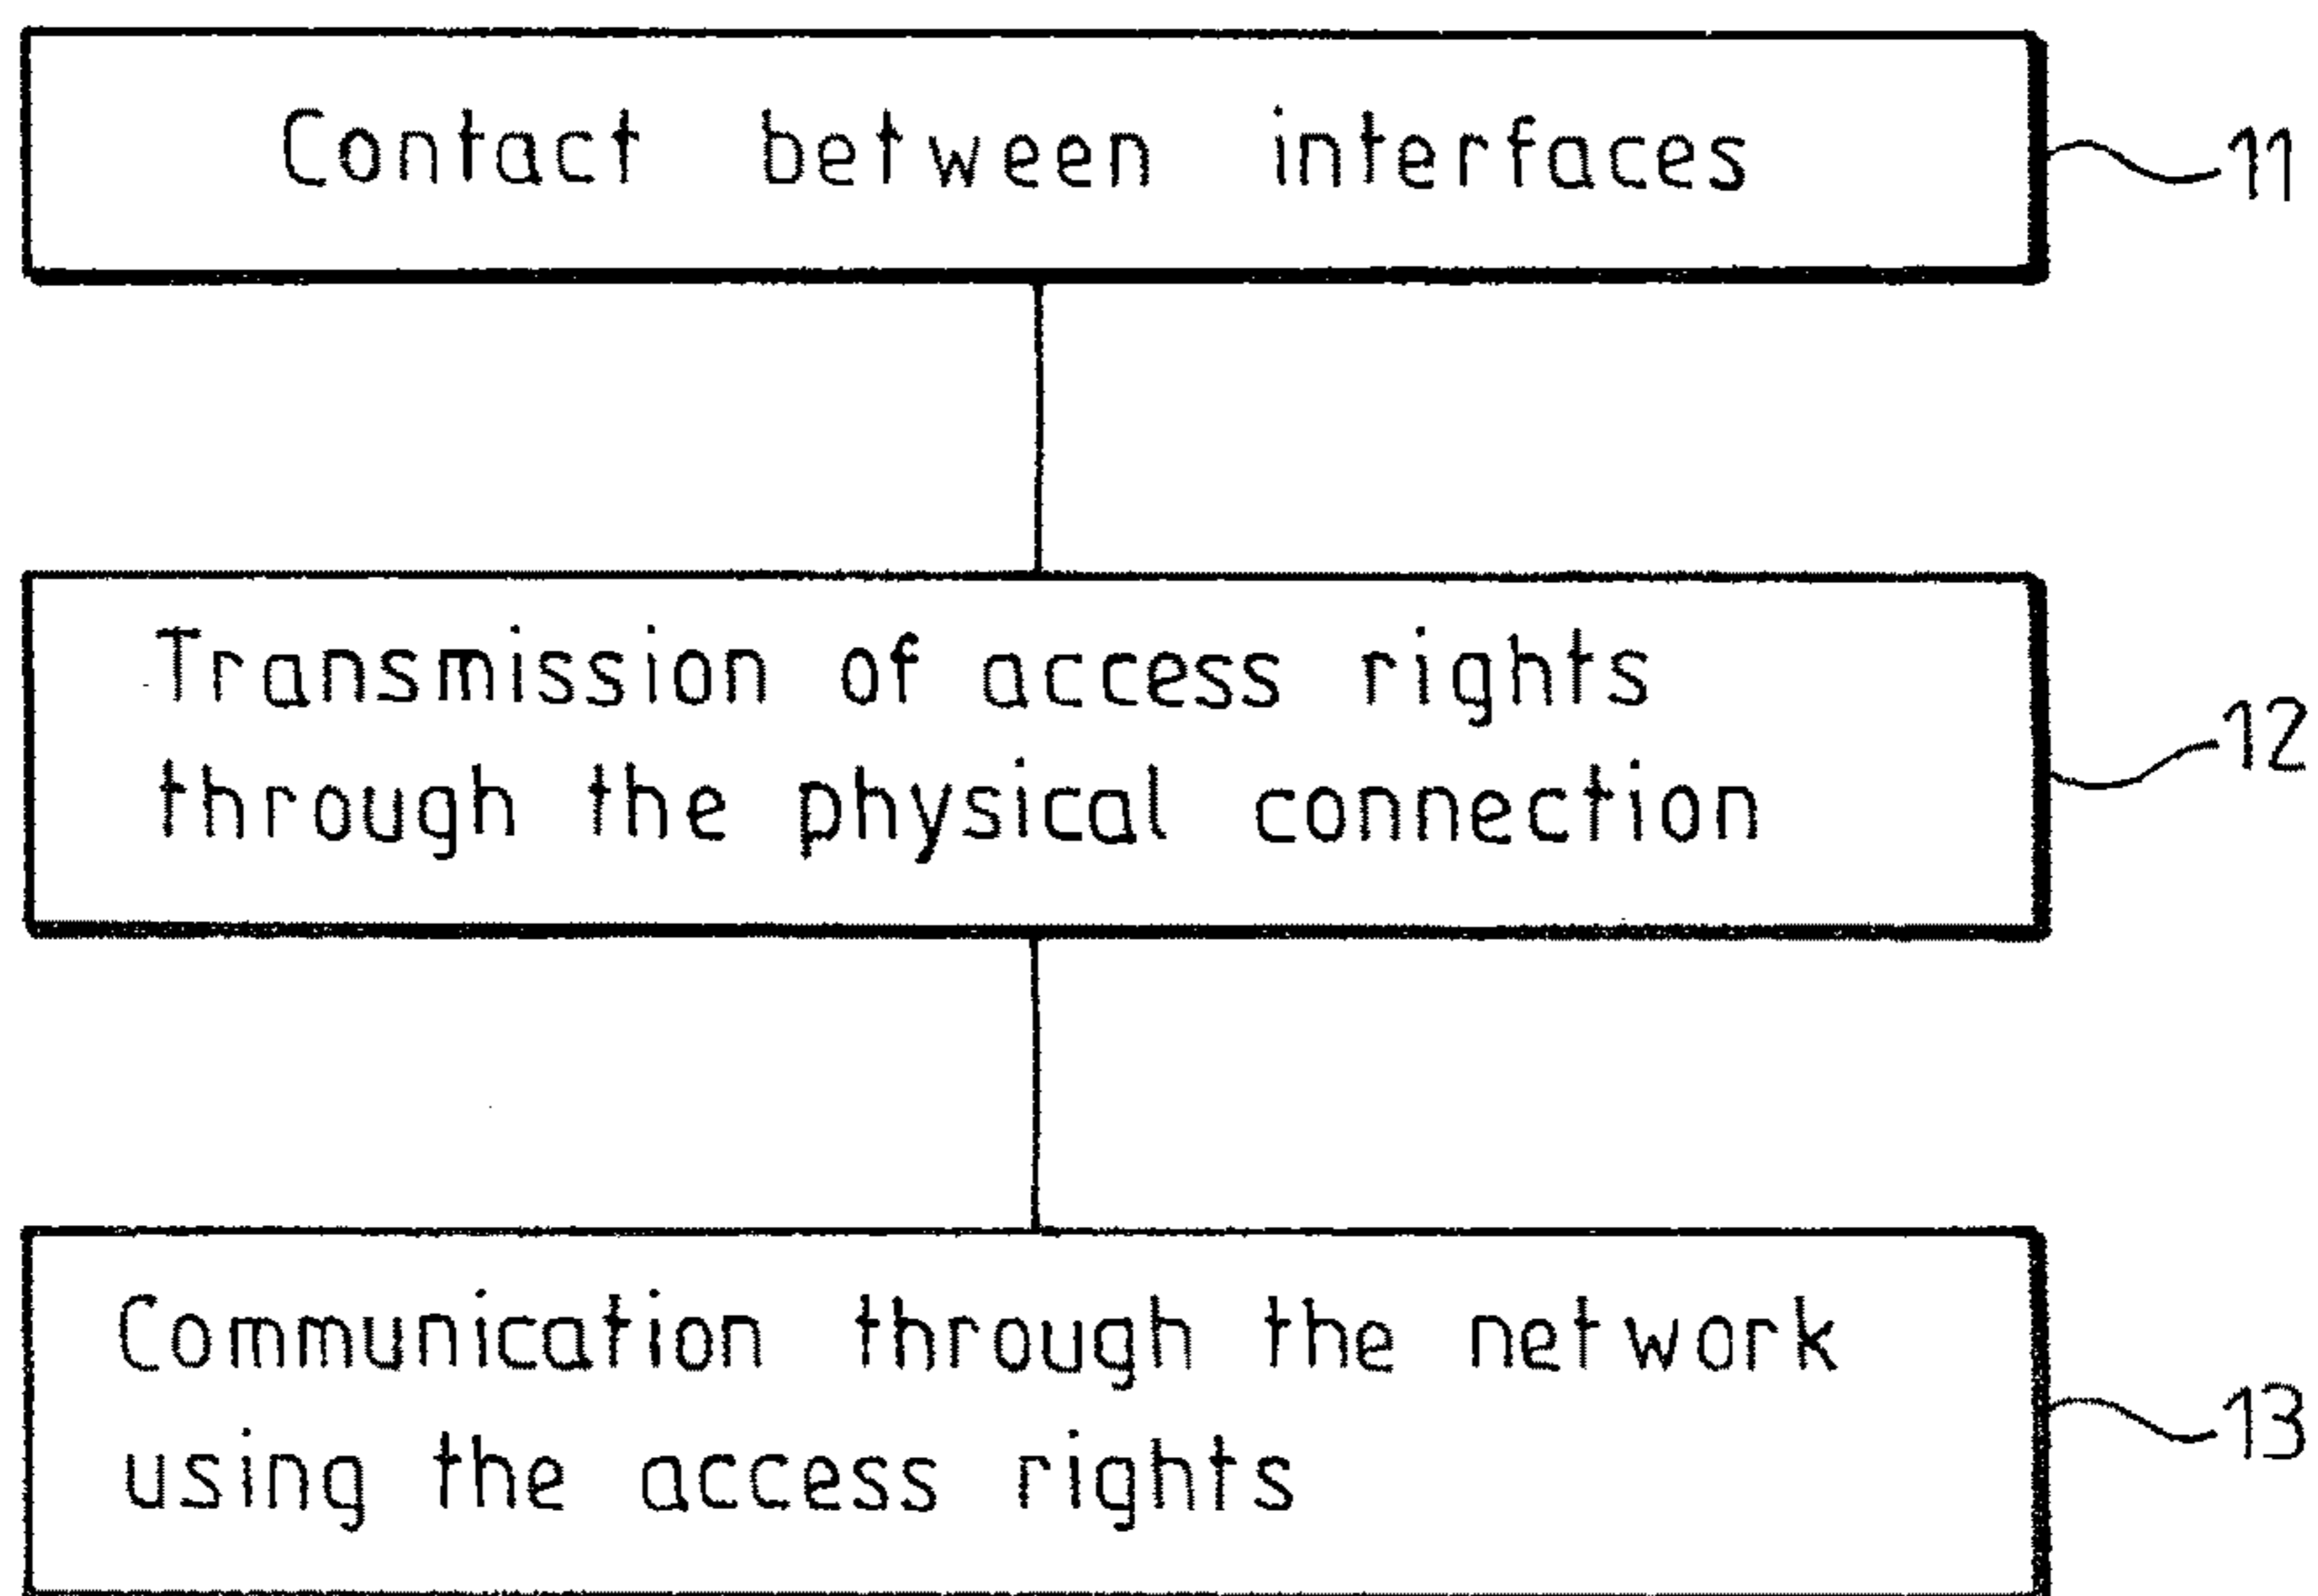 Contact between interfaces
11
Transmission of access rights
through the physical connection
12
Communication through the network
using the access rights
13